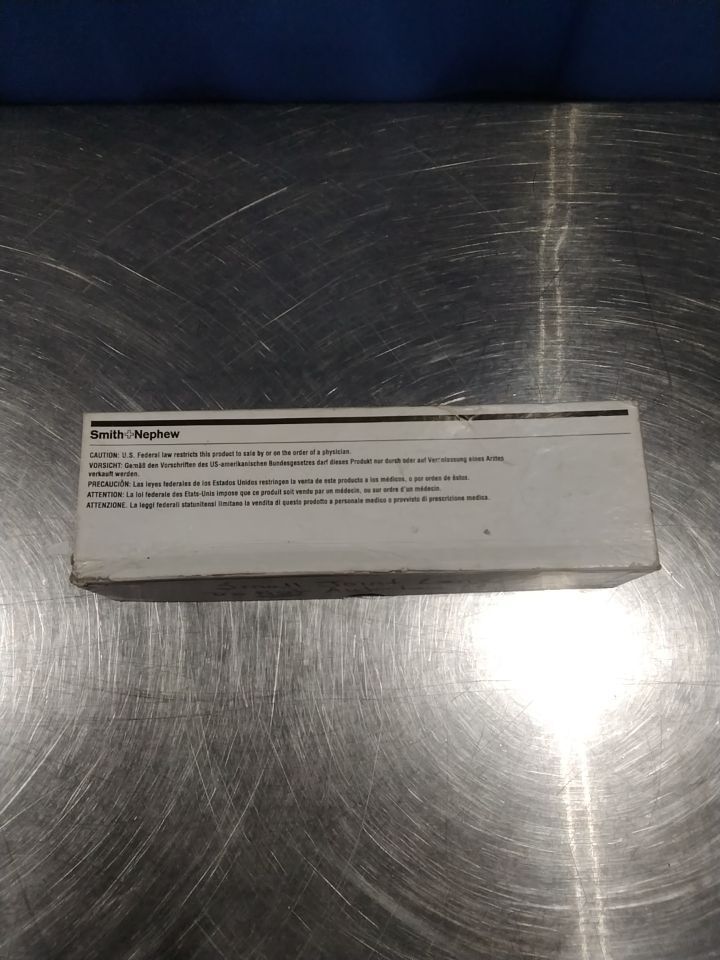 Smith+Nephew
CAUTION: U.S. Federal law restricts this product to sale by or on the order of a physician.
VORSICHT: Gemäß den Vorschriften des US-amerikanischen Bundesgesetzes darf dieses Produkt nur durch oder auf Veranlassung eines Arztes
verkauft werden.
PRECAUCIÓN: Las leyes federales de los Estados Unidos restringen la venta de este producto a los médicos, o por orden de éstos.
ATTENTION: La loi federale des Etats-Unis impose que ce produit soit vendu par un médecin, ou sur ordre d'un médecin.
ATTENZIONE. La leggi federali statunitensi limitano la vendita di questo prodotto a personale medico o provvisto di prescrizione medica.
Small Joint